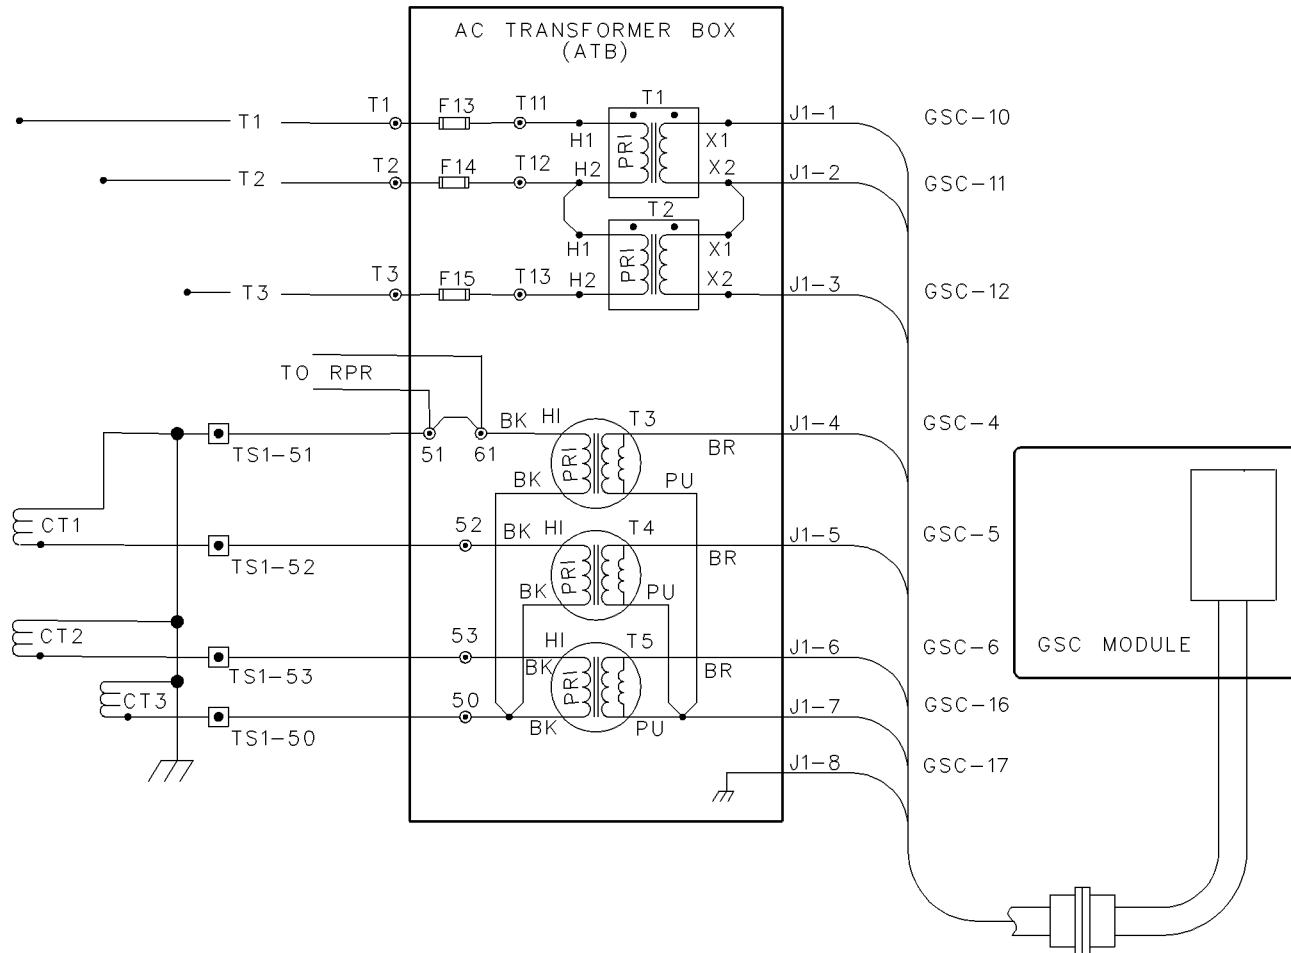 AC TRANSFORMER BOX
(ATB)
T1 T1 F13 T11 H1 T1 PRI X1 J1-1 GSC-10
T2 T2 F14 T12 H2 X2 J1-2 GSC-11
T2
H1 PRI X1
T3 T3 F15 T13 H2 X2 J1-3 GSC-12
TO RPR
TS1-51 51 61 BK HI T3 PRI BR J1-4 GSC-4
BK PU
CT1
TS1-52 52 BK HI T4 PRI BR J1-5 GSC-5
BK PU
CT2
TS1-53 53 HI BK T5 PRI BR J1-6 GSC-6
GSC MODULE
CT3
TS1-50 50 BK PU J1-7 GSC-16
J1-8 GSC-17